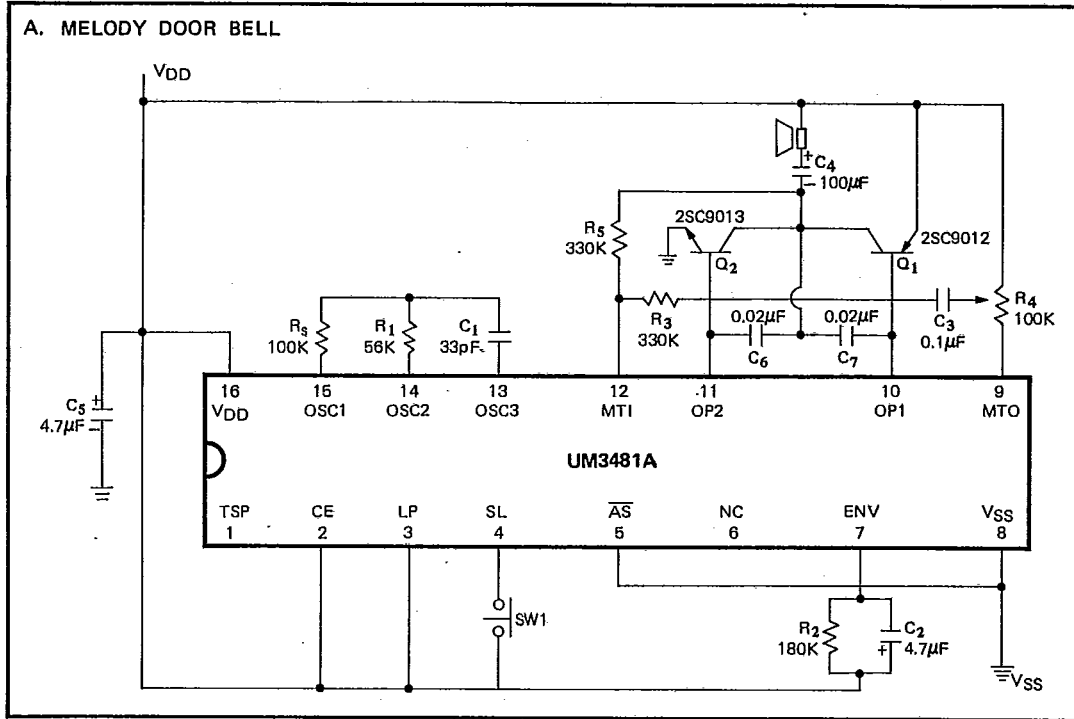 A. MELODY DOOR BELL
VDD
+
C4
100µF
–
R5
330K
2SC9013
Q2
2SC9012
Q1
RS
100K
R1
56K
C1
33pF
R3
330K
0.02µF
C6
0.02µF
C7
C3
0.1µF
R4
100K
C5
4.7µF
+
–
16
VDD
15
OSC1
14
OSC2
13
OSC3
12
MTI
11
OP2
10
OP1
9
MTO
UM3481A
TSP
1
CE
2
LP
3
SL
4
AS
5
NC
6
ENV
7
VSS
8
SW1
R2
180K
C2
4.7µF
+
VSS